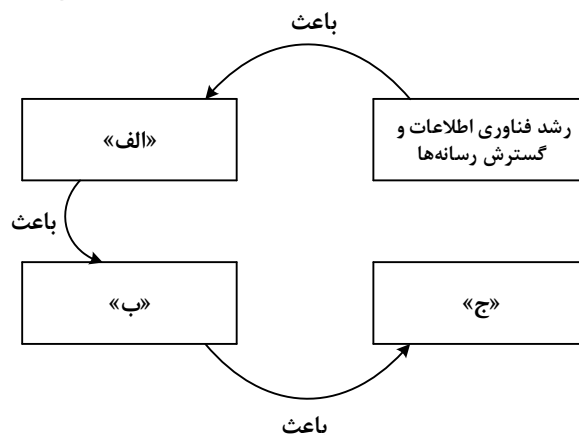 باعث
رشد فناوری اطلاعات و
گسترش رسانه‌ها
«الف»
باعث
«ب»
«ج»
باعث